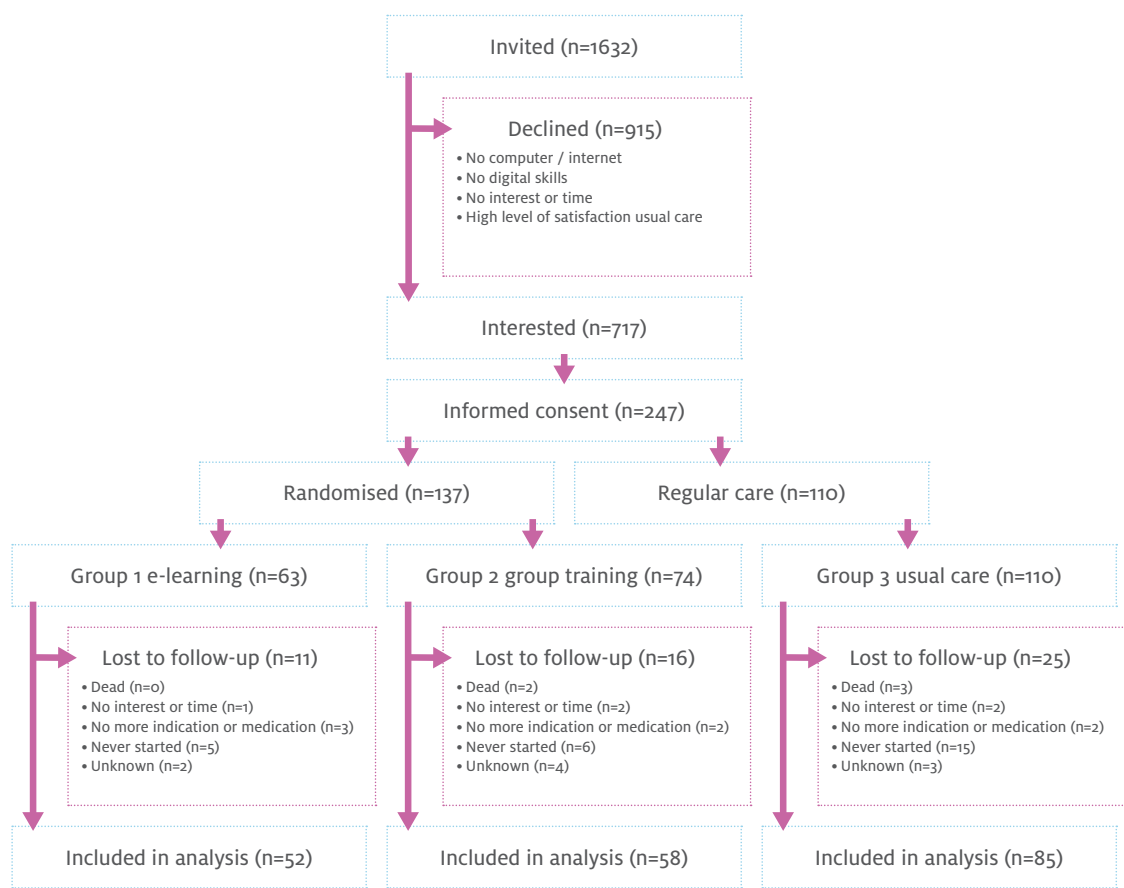 Invited (n=1632)
Declined (n=915)
• No computer / internet
• No digital skills
• No interest or time
• High level of satisfaction usual care
Interested (n=717)
Informed consent (n=247)
Randomised (n=137)
Regular care (n=110)
Group 1 e-learning (n=63)
Group 2 group training (n=74)
Group 3 usual care (n=110)
Lost to follow-up (n=11)
• Dead (n=0)
• No interest or time (n=1)
• No more indication or medication (n=3)
• Never started (n=5)
• Unknown (n=2)
Lost to follow-up (n=16)
• Dead (n=2)
• No interest or time (n=2)
• No more indication or medication (n=2)
• Never started (n=6)
• Unknown (n=4)
Lost to follow-up (n=25)
• Dead (n=3)
• No interest or time (n=2)
• No more indication or medication (n=2)
• Never started (n=15)
• Unknown (n=3)
Included in analysis (n=52)
Included in analysis (n=58)
Included in analysis (n=85)